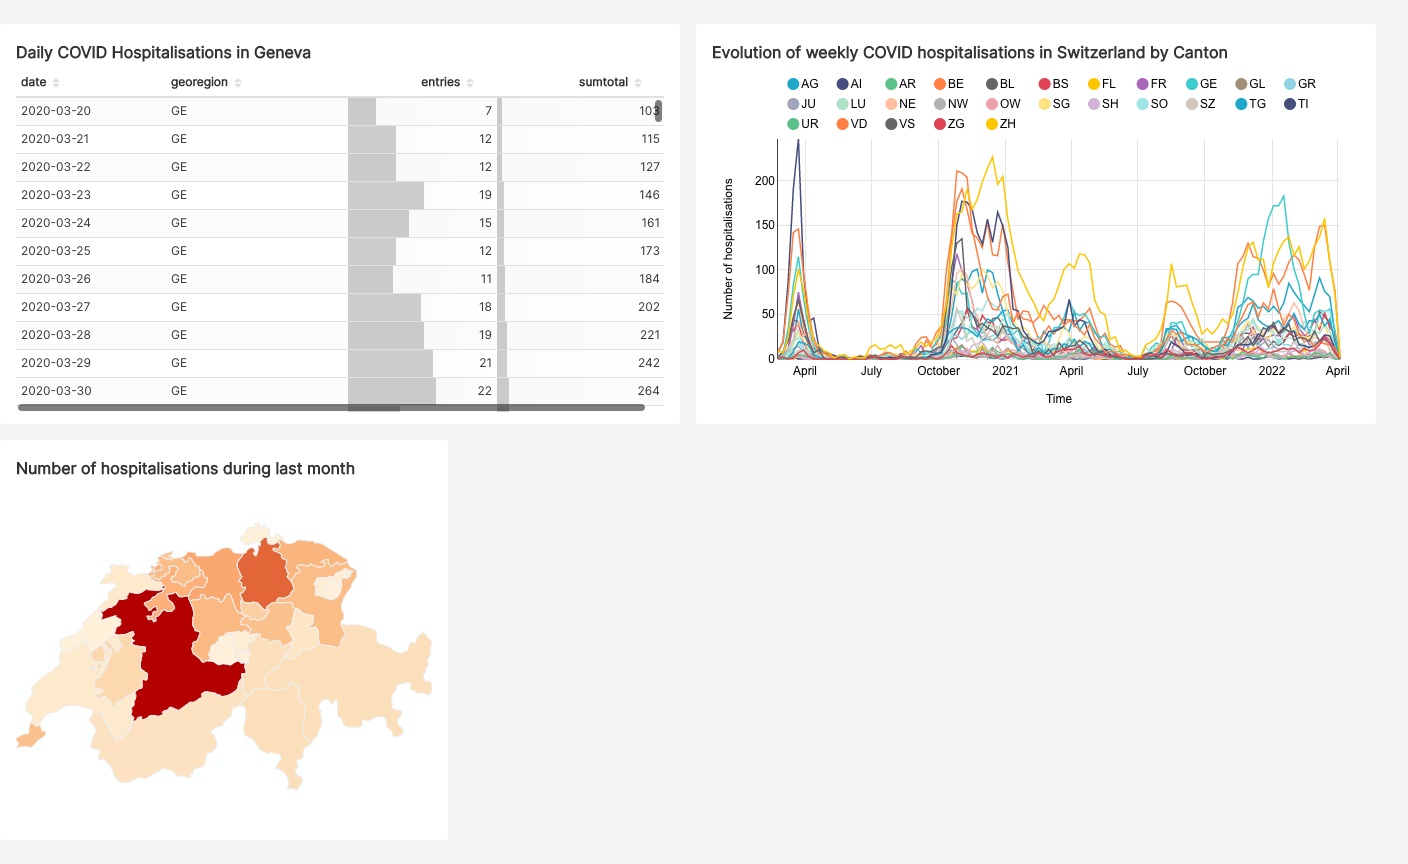 Daily COVID Hospitalisations in Geneva
date georegion entries sumtotal
2020-03-20 GE 7 103
2020-03-21 GE 12 115
2020-03-22 GE 12 127
2020-03-23 GE 19 146
2020-03-24 GE 15 161
2020-03-25 GE 12 173
2020-03-26 GE 11 184
2020-03-27 GE 18 202
2020-03-28 GE 19 221
2020-03-29 GE 21 242
2020-03-30 GE 22 264
Evolution of weekly COVID hospitalisations in Switzerland by Canton
AG AI AR BE BL BS FL FR GE GL GR
JU LU NE NW OW SG SH SO SZ TG TI
UR VD VS ZG ZH
Number of hospitalisations
200
150
100
50
0
April July October 2021 April July October 2022 April
Time
Number of hospitalisations during last month